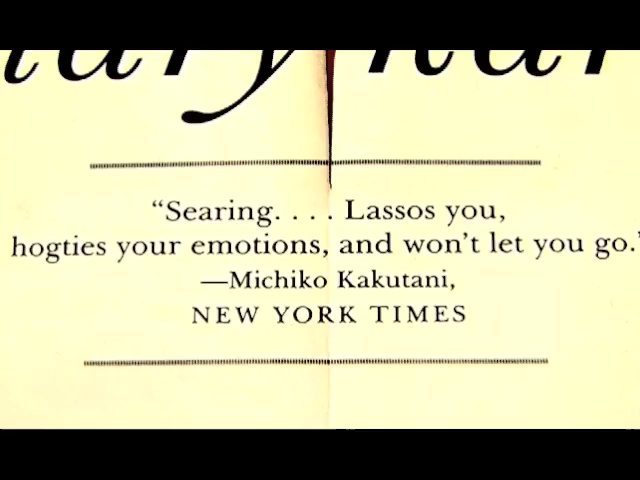 “Searing. . . . Lassos you,
hogties your emotions, and won’t let you go.”
—Michiko Kakutani,
NEW YORK TIMES